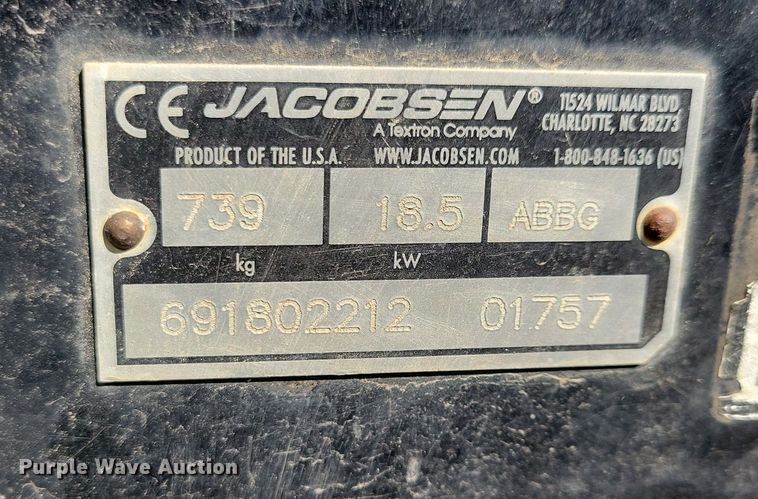 CE JACOBSEN®
A Textron Company
11524 WILMAR BLVD
CHARLOTTE, NC 28273
PRODUCT OF THE U.S.A. WWW.JACOBSEN.COM 1-800-848-1636 (US)
739 18.5 ABBG
kg kW
691802212 01757
Purple Wave Auction